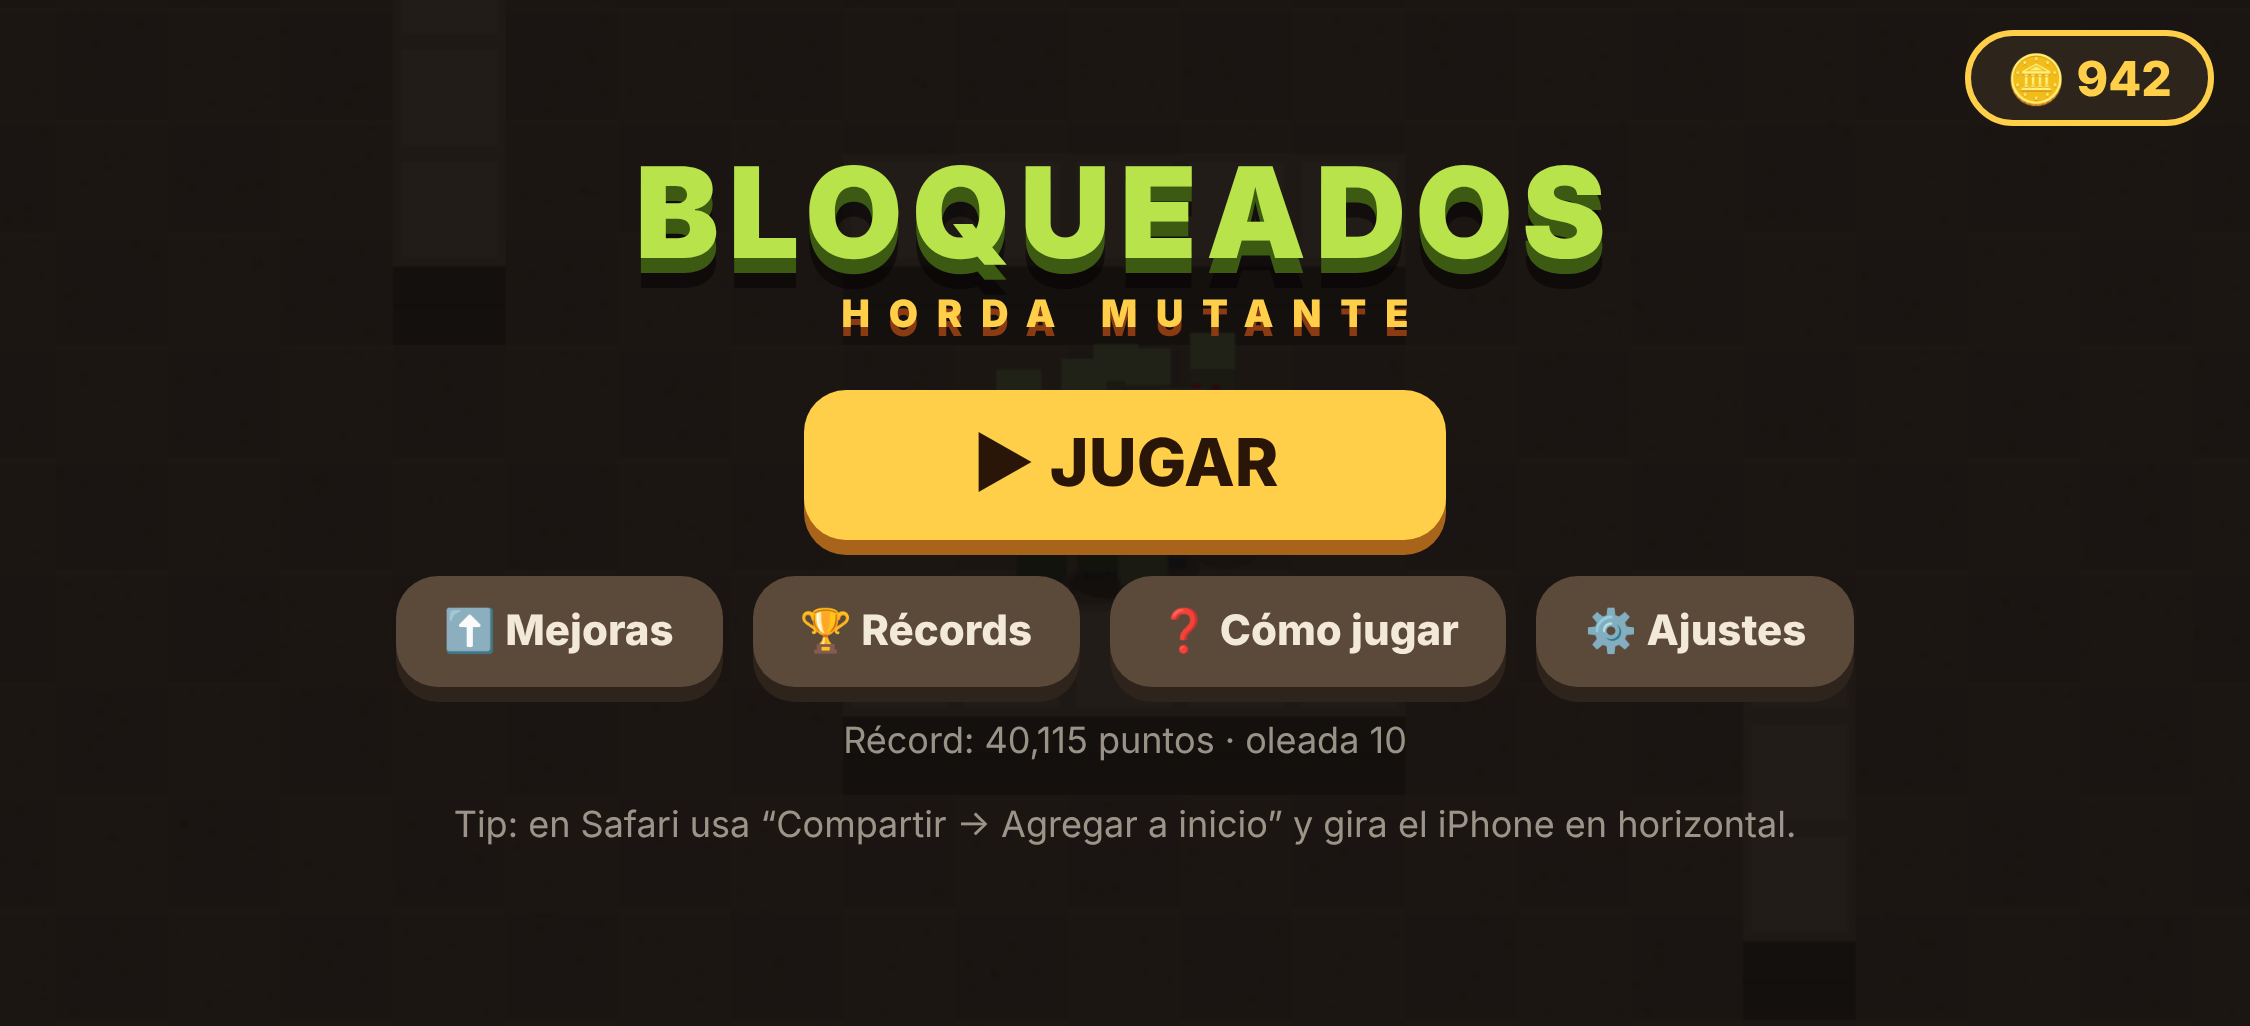 942
BLOQUEADOS
HORDA MUTANTE
▶ JUGAR
⬆️ Mejoras
🏆 Récords
❓ Cómo jugar
⚙️ Ajustes
Récord: 40,115 puntos · oleada 10
Tip: en Safari usa “Compartir → Agregar a inicio” y gira el iPhone en horizontal.